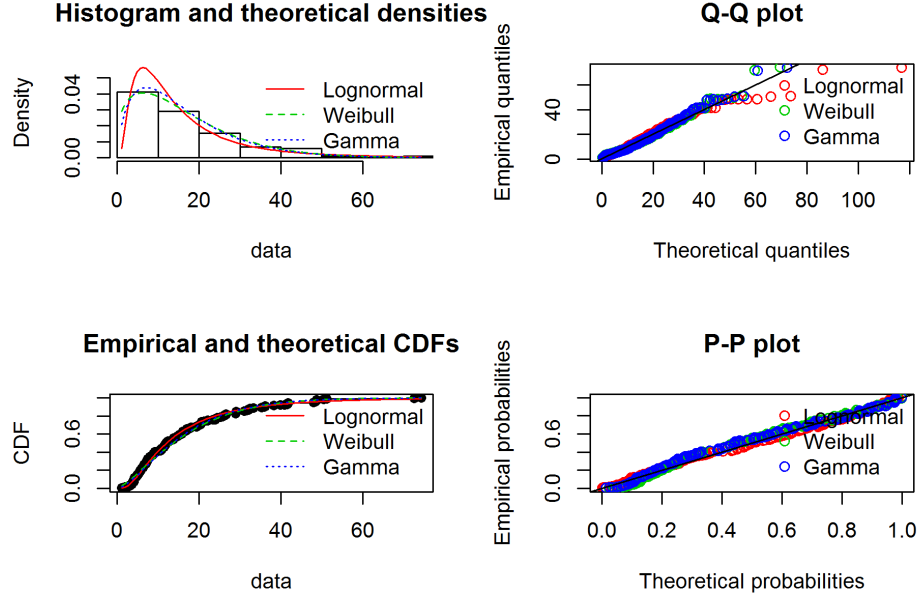 Histogram and theoretical densities
Density
0.00 0.04
Lognormal
Weibull
Gamma
0 20 40 60
data
Q-Q plot
Empirical quantiles
0 40
Lognormal
Weibull
Gamma
0 20 40 60 80 100
Theoretical quantiles
Empirical and theoretical CDFs
CDF
0.0 0.6
Lognormal
Weibull
Gamma
0 20 40 60
data
P-P plot
Empirical probabilities
0.0 0.6
Lognormal
Weibull
Gamma
0.0 0.2 0.4 0.6 0.8 1.0
Theoretical probabilities